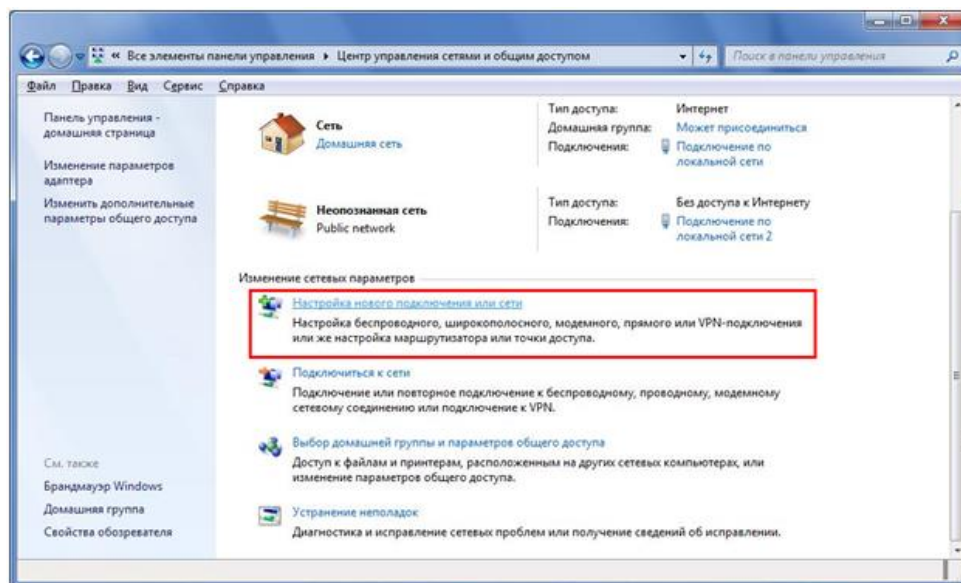 « Все элементы панели управления ▸ Центр управления сетями и общим доступом
Поиск в панели управления
Файл Правка Вид Сервис Справка
Панель управления -
домашняя страница
Изменение параметров
адаптера
Изменить дополнительные
параметры общего доступа
Сеть
Домашняя сеть
Тип доступа: Интернет
Домашняя группа: Может присоединиться
Подключения: Подключение по
локальной сети
Неопознанная сеть
Public network
Тип доступа: Без доступа к Интернету
Подключения: Подключение по
локальной сети 2
Изменение сетевых параметров
Настройка нового подключения или сети
Настройка беспроводного, широкополосного, модемного, прямого или VPN-подключения
или же настройка маршрутизатора или точки доступа.
Подключиться к сети
Подключение или повторное подключение к беспроводному, проводному, модемному
сетевому соединению или подключение к VPN.
Выбор домашней группы и параметров общего доступа
Доступ к файлам и принтерам, расположенным на других сетевых компьютерах, или
изменение параметров общего доступа.
Устранение неполадок
Диагностика и исправление сетевых проблем или получение сведений об исправлении.
См. также
Брандмауэр Windows
Домашняя группа
Свойства обозревателя